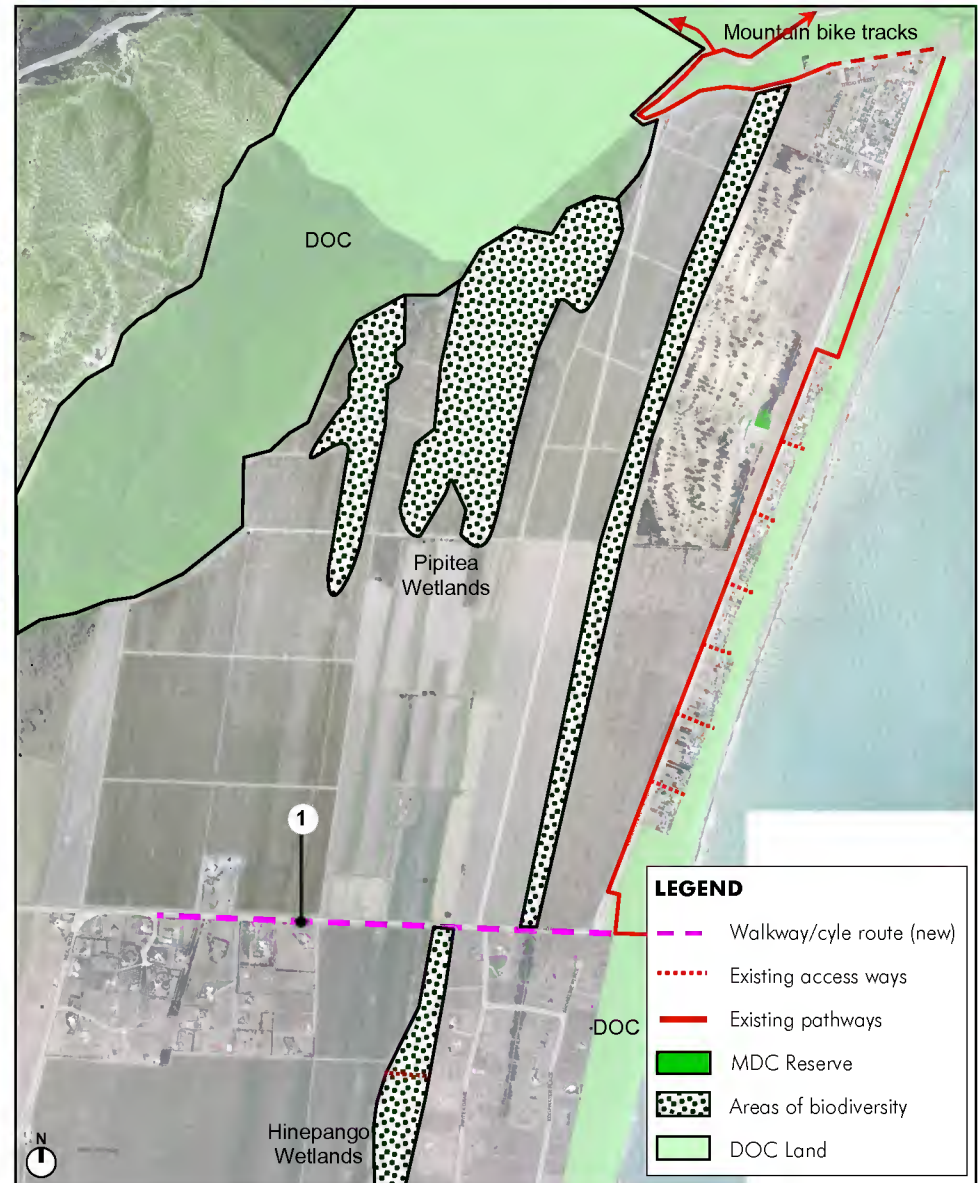 Mountain bike tracks
DOC
Pipitea
Wetlands
1
LEGEND
Walkway/cyle route (new)
Existing access ways
Existing pathways
MDC Reserve
Areas of biodiversity
DOC Land
DOC
Hinepango
Wetlands
N